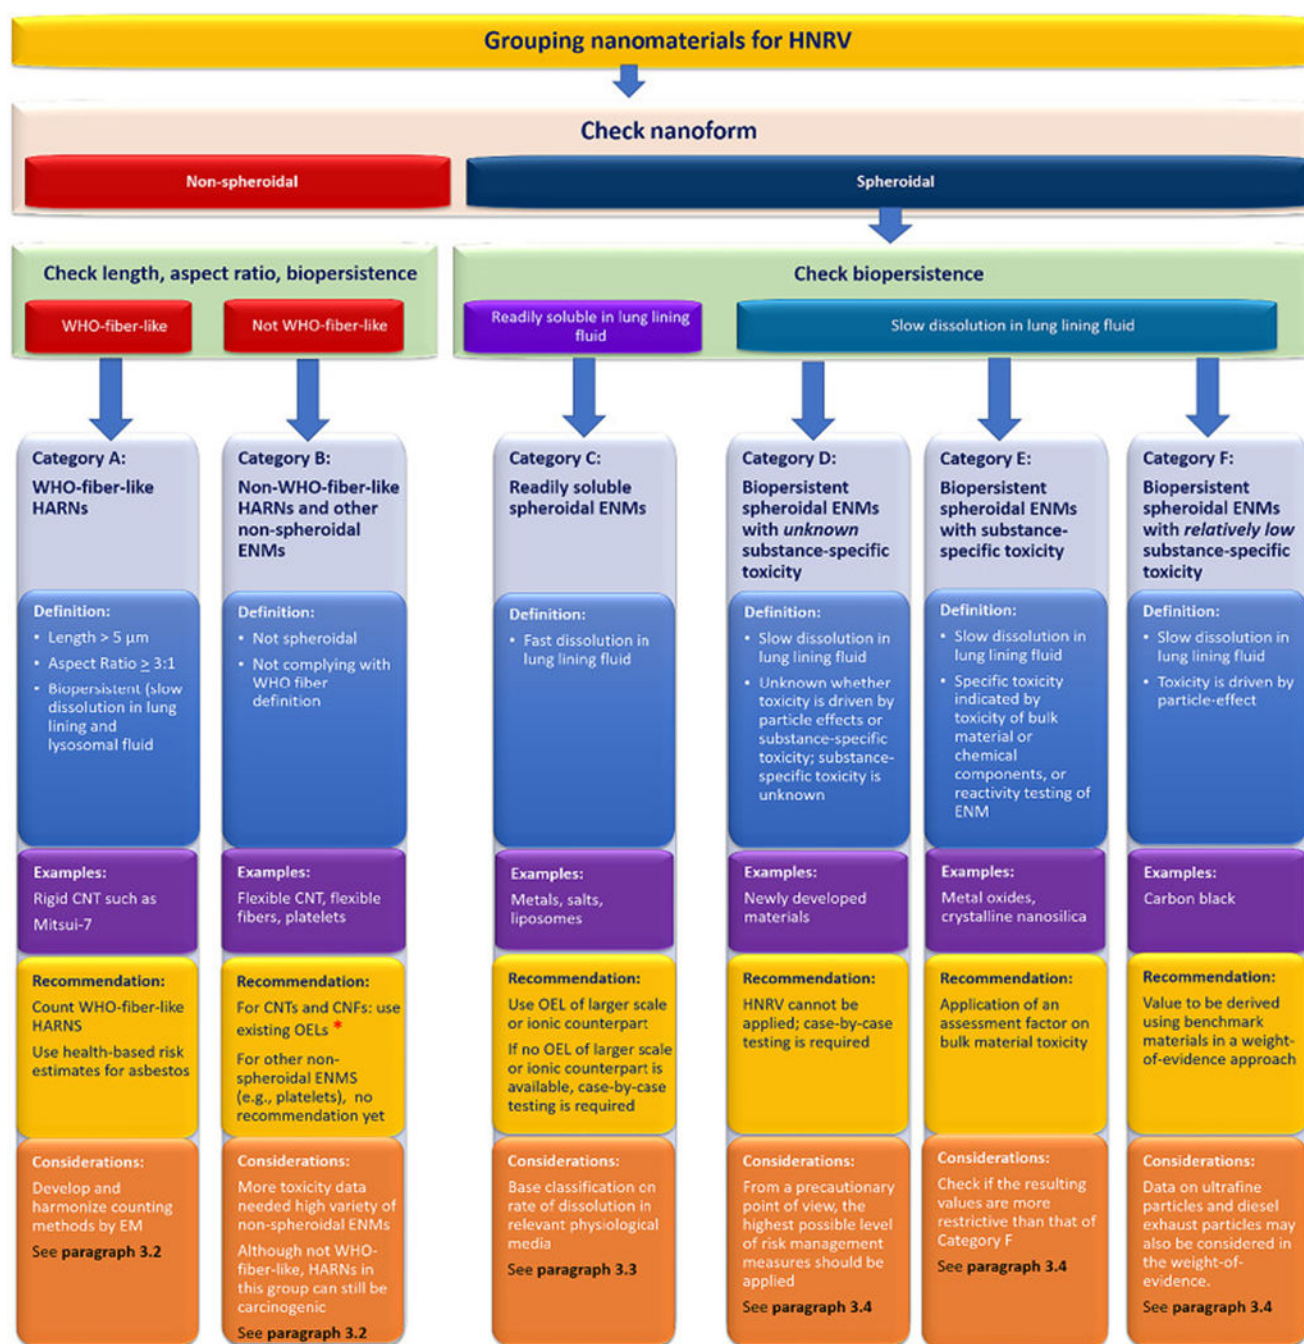 Grouping nanomaterials for HNRV
Check nanoform
Non-spheroidal
Spheroidal
Check length, aspect ratio, biopersistence
WHO-fiber-like
Not WHO-fiber-like
Check biopersistence
Readily soluble in lung lining
fluid
Slow dissolution in lung lining fluid
Category A:
WHO-fiber-like
HARNs
Definition:
• Length > 5 µm
• Aspect Ratio ≥ 3:1
• Biopersistent (slow
dissolution in lung
lining and
lysosomal fluid
Examples:
Rigid CNT such as
Mitsui-7
Recommendation:
Count WHO-fiber-like
HARNS
Use health-based risk
estimates for asbestos
Considerations:
Develop and
harmonize counting
methods by EM
See paragraph 3.2
Category B:
Non-WHO-fiber-like
HARNs and other
non-spheroidal
ENMs
Definition:
• Not spheroidal
• Not complying with
WHO fiber
definition
Examples:
Flexible CNT, flexible
fibers, platelets
Recommendation:
For CNTs and CNFs: use
existing OELs *
For other non-
spheroidal ENMS
(e.g., platelets), no
recommendation yet
Considerations:
More toxicity data
needed high variety of
non-spheroidal ENMs
Although not WHO-
fiber-like, HARNs in
this group can still be
carcinogenic
See paragraph 3.2
Category C:
Readily soluble
spheroidal ENMs
Definition:
• Fast dissolution in
lung lining fluid
Examples:
Metals, salts,
liposomes
Recommendation:
Use OEL of larger scale
or ionic counterpart
If no OEL of larger scale
or ionic counterpart is
available, case-by-case
testing is required
Considerations:
Base classification on
rate of dissolution in
relevant physiological
media
See paragraph 3.3
Category D:
Biopersistent
spheroidal ENMs
with unknown
substance-specific
toxicity
Definition:
• Slow dissolution in
lung lining fluid
• Unknown whether
toxicity is driven by
particle effects or
substance-specific
toxicity; substance-
specific toxicity is
unknown
Examples:
Newly developed
materials
Recommendation:
HNRV cannot be
applied; case-by-case
testing is required
Considerations:
From a precautionary
point of view, the
highest possible level
of risk management
measures should be
applied
See paragraph 3.4
Category E:
Biopersistent
spheroidal ENMs
with substance-
specific toxicity
Definition:
• Slow dissolution in
lung lining fluid
• Specific toxicity
indicated by
toxicity of bulk
material or
chemical
components, or
reactivity testing of
ENM
Examples:
Metal oxides,
crystalline nanosilica
Recommendation:
Application of an
assessment factor on
bulk material toxicity
Considerations:
Check if the resulting
values are more
restrictive than that of
Category F
See paragraph 3.4
Category F:
Biopersistent
spheroidal ENMs
with relatively low
substance-specific
toxicity
Definition:
• Slow dissolution in
lung lining fluid
• Toxicity is driven by
particle-effect
Examples:
Carbon black
Recommendation:
Value to be derived
using benchmark
materials in a weight-
of-evidence approach
Considerations:
Data on ultrafine
particles and diesel
exhaust particles may
also be considered in
the weight-of-
evidence.
See paragraph 3.4